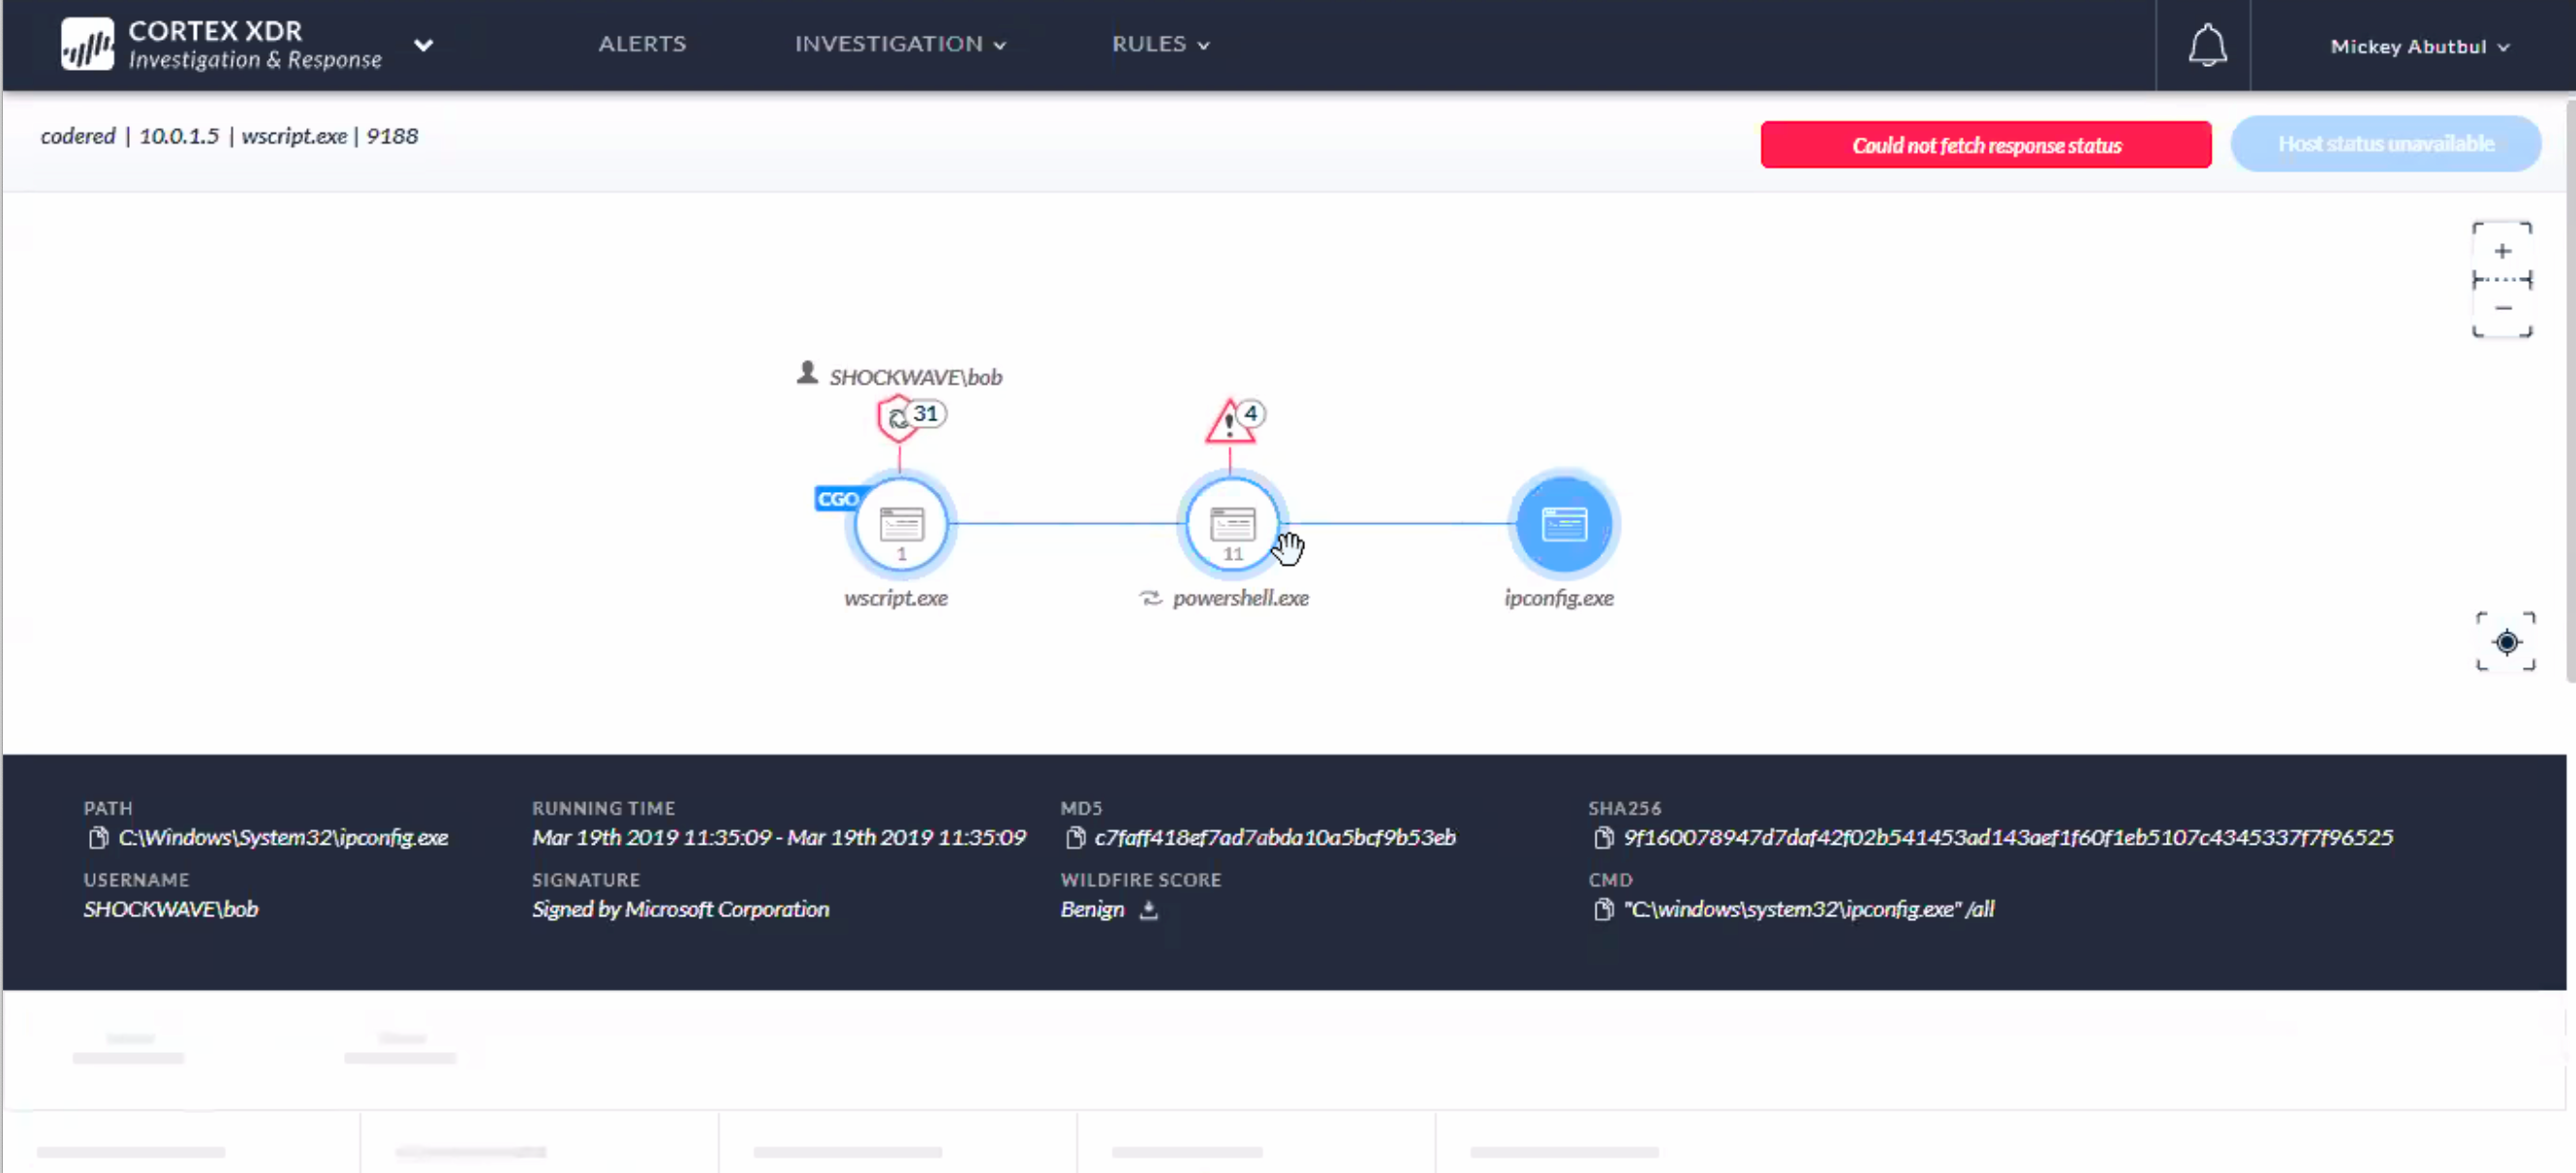 CORTEX XDR
Investigation & Response
ALERTS
INVESTIGATION
RULES
Mickey Abutbul
codered | 10.0.1.5 | wscript.exe | 9188
Could not fetch response status
Host status unavailable
+
−
SHOCKWAVE\bob
31
4
CGO
1
11
wscript.exe
powershell.exe
ipconfig.exe
PATH
C:\Windows\System32\ipconfig.exe
RUNNING TIME
Mar 19th 2019 11:35:09 - Mar 19th 2019 11:35:09
MD5
c7faff418ef7ad7abda10a5bcf9b53eb
SHA256
9f160078947d7daf42f02b541453ad143aef1f60f1eb5107c4345337f7f96525
USERNAME
SHOCKWAVE\bob
SIGNATURE
Signed by Microsoft Corporation
WILDFIRE SCORE
Benign
CMD
"C:\windows\system32\ipconfig.exe" /all